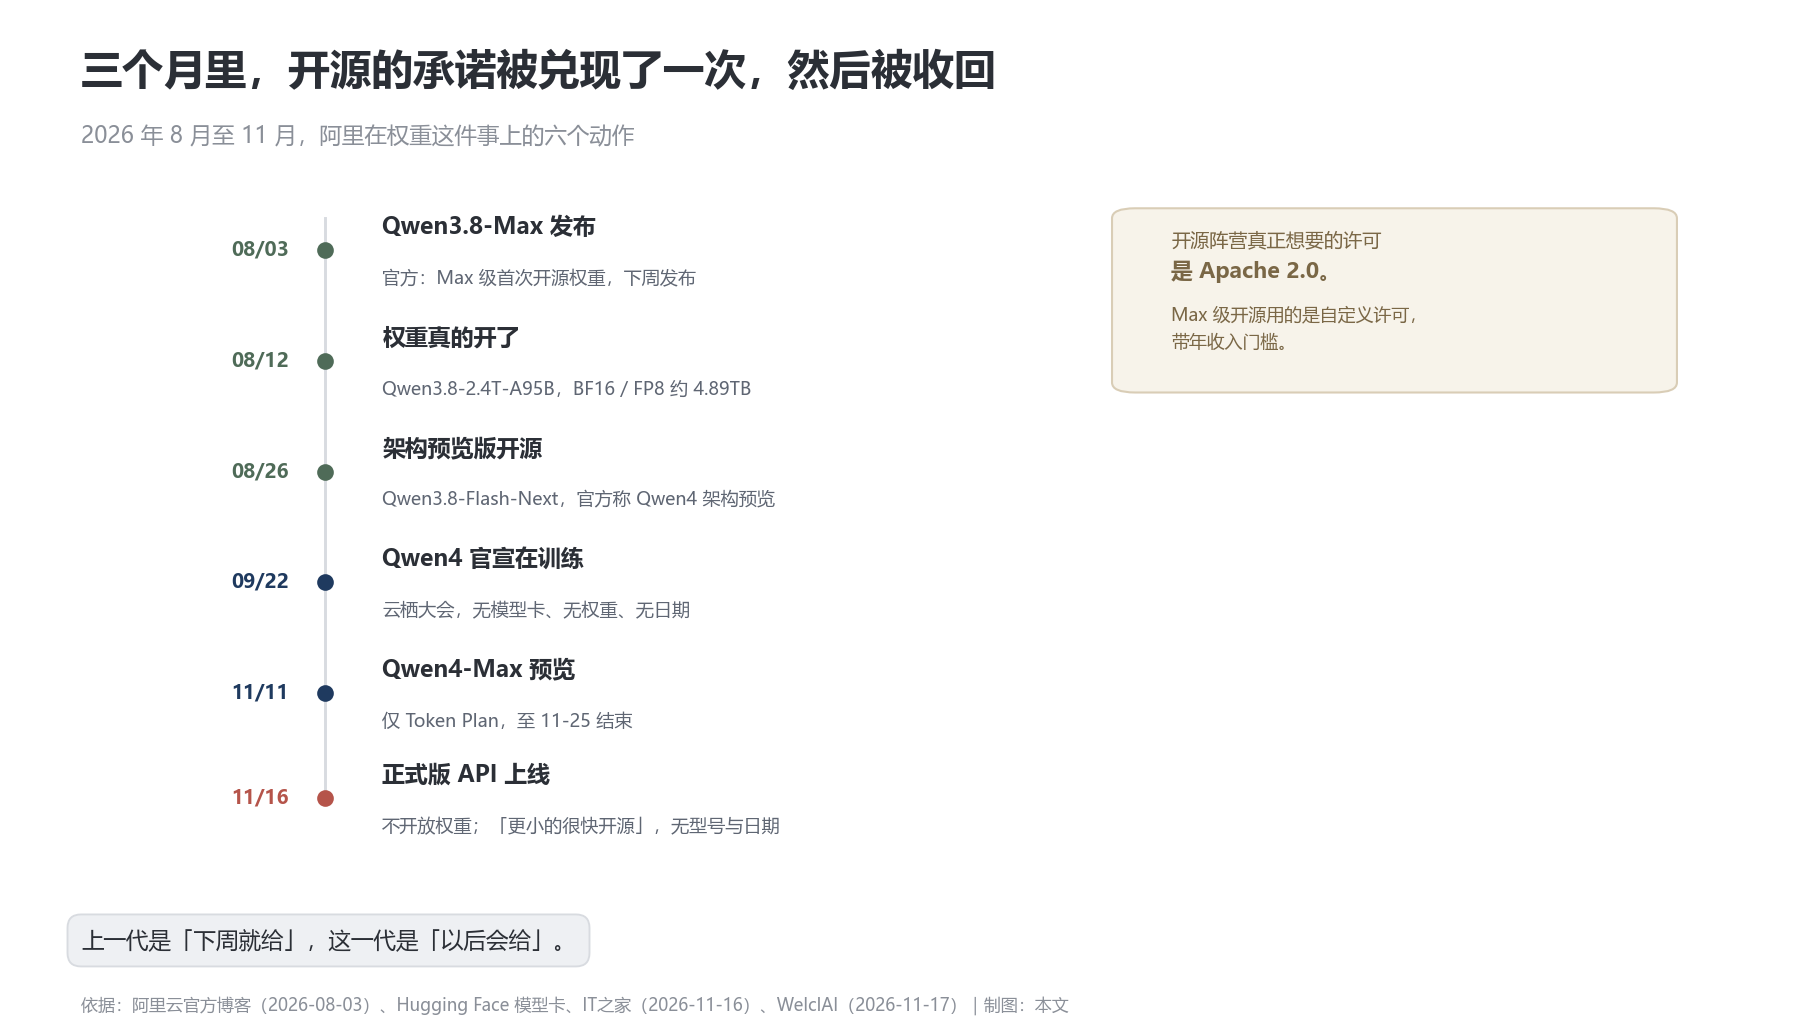 三个月里，开源的承诺被兑现了一次，然后被收回
2026 年 8 月至 11 月，阿里在权重这件事上的六个动作
08/03
Qwen3.8-Max 发布
官方：Max 级首次开源权重，下周发布
08/12
权重真的开了
Qwen3.8-2.4T-A95B，BF16 / FP8 约 4.89TB
08/26
架构预览版开源
Qwen3.8-Flash-Next，官方称 Qwen4 架构预览
09/22
Qwen4 官宣在训练
云栖大会，无模型卡、无权重、无日期
11/11
Qwen4-Max 预览
仅 Token Plan，至 11-25 结束
11/16
正式版 API 上线
不开放权重；「更小的很快开源」，无型号与日期
开源阵营真正想要的许可
是 Apache 2.0。
Max 级开源用的是自定义许可，
带年收入门槛。
上一代是「下周就给」，这一代是「以后会给」。
依据：阿里云官方博客（2026-08-03）、Hugging Face 模型卡、IT之家（2026-11-16）、WelclAI（2026-11-17）｜制图：本文